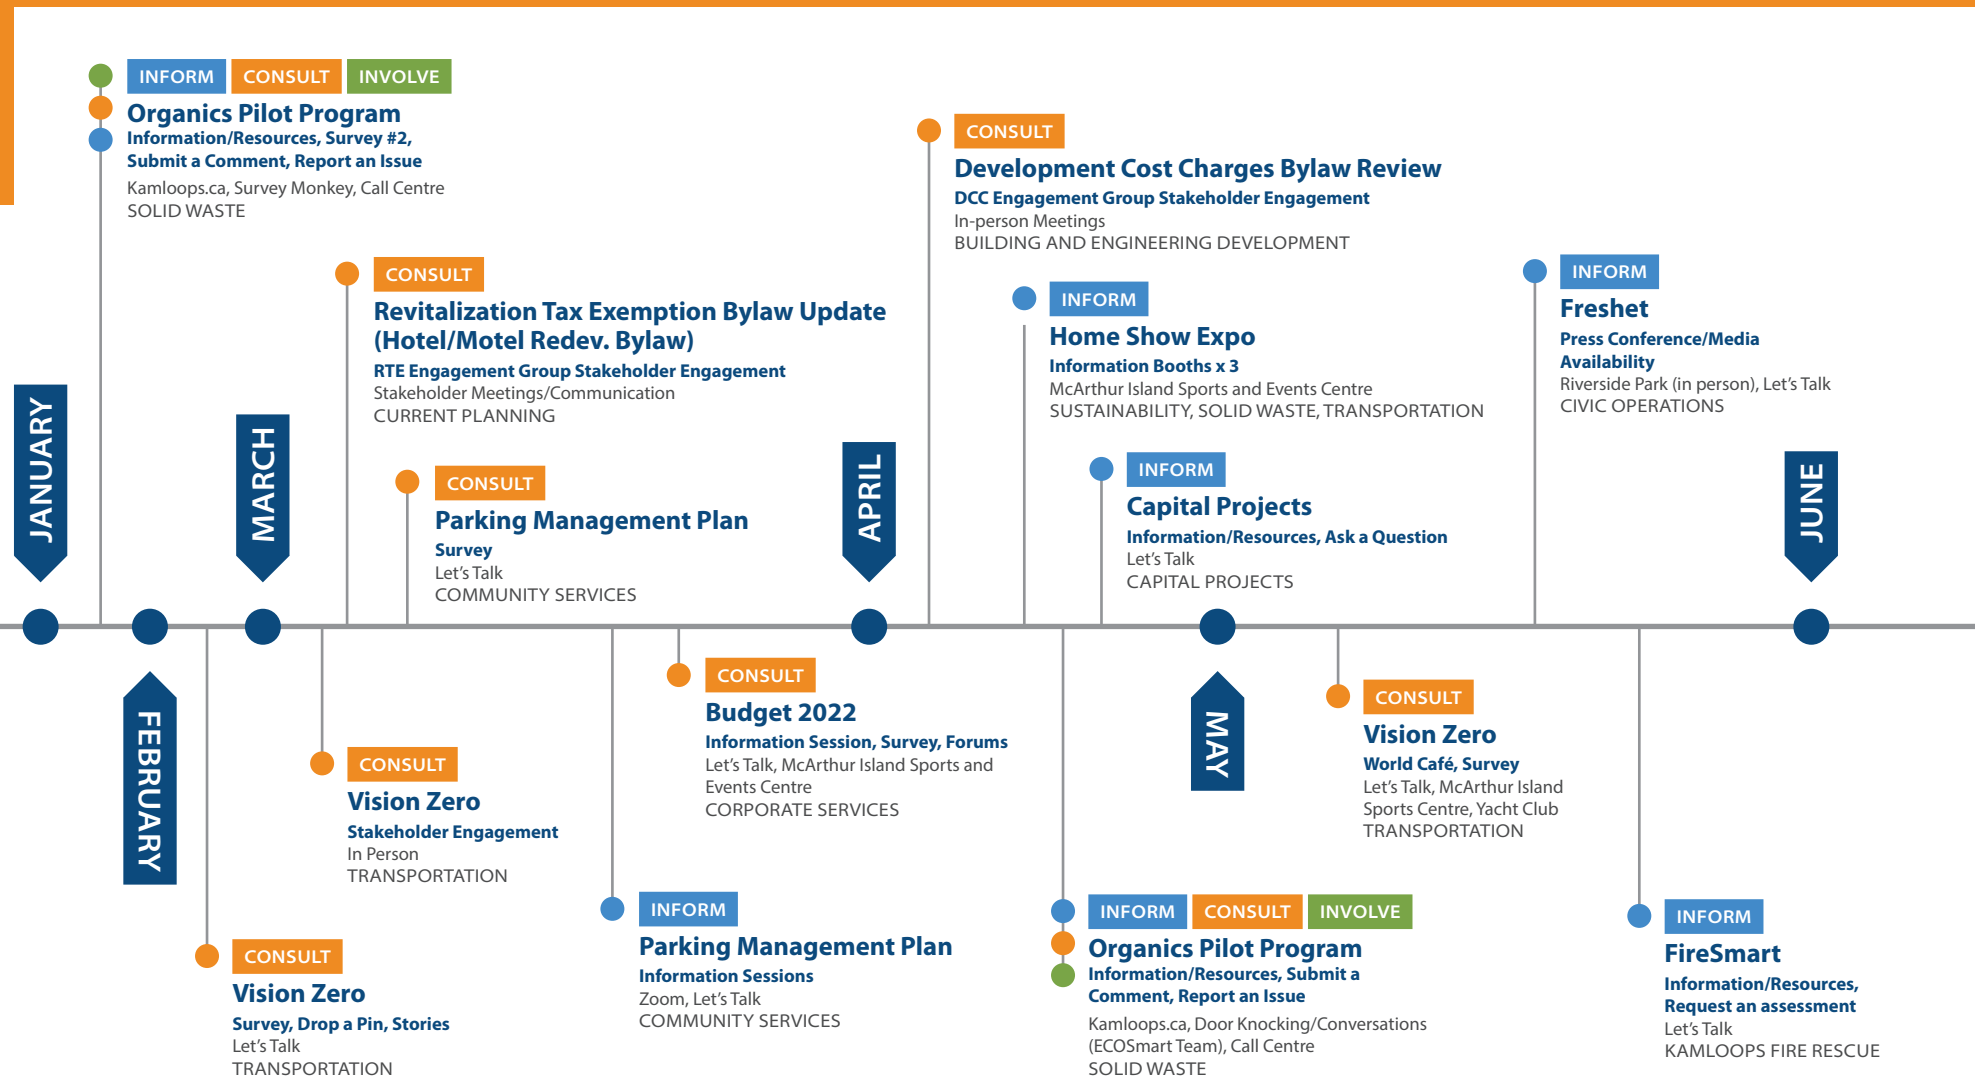 INFORM CONSULT INVOLVE
Organics Pilot Program
Information/Resources, Survey #2,
Submit a Comment, Report an Issue
Kamloops.ca, Survey Monkey, Call Centre
SOLID WASTE
CONSULT
Revitalization Tax Exemption Bylaw Update
(Hotel/Motel Redev. Bylaw)
RTE Engagement Group Stakeholder Engagement
Stakeholder Meetings/Communication
CURRENT PLANNING
CONSULT
Parking Management Plan
Survey
Let's Talk
COMMUNITY SERVICES
CONSULT
Development Cost Charges Bylaw Review
DCC Engagement Group Stakeholder Engagement
In-person Meetings
BUILDING AND ENGINEERING DEVELOPMENT
INFORM
Home Show Expo
Information Booths x 3
McArthur Island Sports and Events Centre
SUSTAINABILITY, SOLID WASTE, TRANSPORTATION
INFORM
Capital Projects
Information/Resources, Ask a Question
Let's Talk
CAPITAL PROJECTS
INFORM
Freshet
Press Conference/Media
Availability
Riverside Park (in person), Let's Talk
CIVIC OPERATIONS
JANUARY
MARCH
APRIL
JUNE
FEBRUARY
MAY
CONSULT
Vision Zero
Survey, Drop a Pin, Stories
Let's Talk
TRANSPORTATION
CONSULT
Vision Zero
Stakeholder Engagement
In Person
TRANSPORTATION
INFORM
Parking Management Plan
Information Sessions
Zoom, Let's Talk
COMMUNITY SERVICES
CONSULT
Budget 2022
Information Session, Survey, Forums
Let's Talk, McArthur Island Sports and
Events Centre
CORPORATE SERVICES
INFORM CONSULT INVOLVE
Organics Pilot Program
Information/Resources, Submit a
Comment, Report an Issue
Kamloops.ca, Door Knocking/Conversations
(ECOSmart Team), Call Centre
SOLID WASTE
CONSULT
Vision Zero
World Café, Survey
Let's Talk, McArthur Island
Sports Centre, Yacht Club
TRANSPORTATION
INFORM
FireSmart
Information/Resources,
Request an assessment
Let's Talk
KAMLOOPS FIRE RESCUE